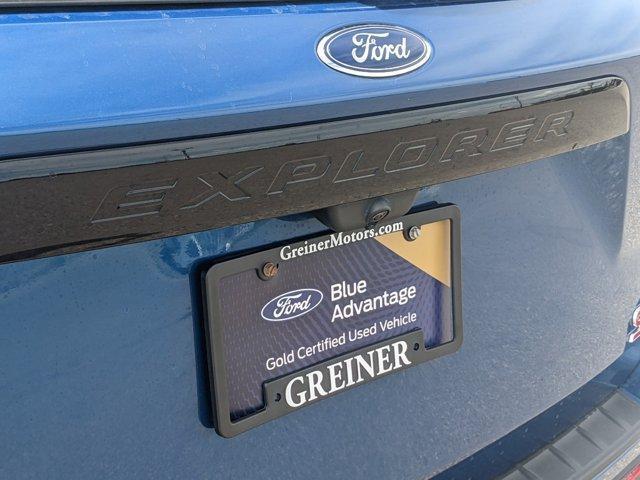 Ford
EXPLORER
GreinerMotors.com
Ford
Blue
Advantage
Gold Certified Used Vehicle
GREINER